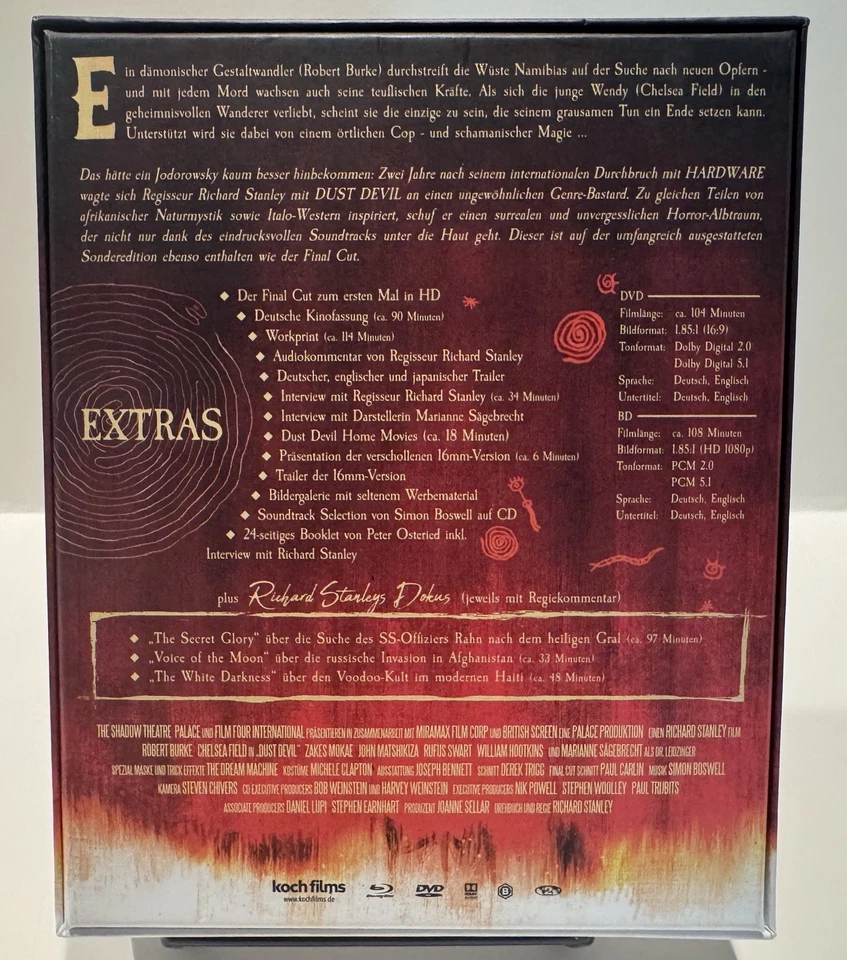 Ein dämonischer Gestaltwandler (Robert Burke) durchstreift die Wüste Namibias auf der Suche nach neuen Opfern -
und mit jedem Mord wachsen auch seine teuflischen Kräfte. Als sich die junge Wendy (Chelsea Field) in den
geheimnisvollen Wanderer verliebt, scheint sie die einzige zu sein, die seinem grausamen Tun ein Ende setzen kann.
Unterstützt wird sie dabei von einem örtlichen Cop - und schamanischer Magie ...
Das hätte ein Jodorowsky kaum besser hinbekommen: Zwei Jahre nach seinem internationalen Durchbruch mit HARDWARE
wagte sich Regisseur Richard Stanley mit DUST DEVIL an einen ungewöhnlichen Genre-Bastard. Zu gleichen Teilen von
afrikanischer Naturmystik sowie Italo-Western inspiriert, schuf er einen surrealen und unvergesslichen Horror-Albtraum,
der nicht nur dank des eindrucksvollen Soundtracks unter die Haut geht. Dieser ist auf der umfangreich ausgestatteten
Sonderedition ebenso enthalten wie der Final Cut.
EXTRAS
◆ Der Final Cut zum ersten Mal in HD
◆ Deutsche Kinofassung (ca. 90 Minuten)
◆ Workprint (ca. 114 Minuten)
◆ Audiokommentar von Regisseur Richard Stanley
◆ Deutscher, englischer und japanischer Trailer
◆ Interview mit Regisseur Richard Stanley (ca. 34 Minuten)
◆ Interview mit Darstellerin Marianne Sägebrecht
◆ Dust Devil Home Movies (ca. 18 Minuten)
◆ Präsentation der verschollenen 16mm-Version (ca. 6 Minuten)
◆ Trailer der 16mm-Version
◆ Bildergalerie mit seltenem Werbematerial
◆ Soundtrack Selection von Simon Boswell auf CD
◆ 24-seitiges Booklet von Peter Osteried inkl.
Interview mit Richard Stanley
DVD
Filmlänge: ca. 104 Minuten
Bildformat: 1.85:1 (16:9)
Tonformat: Dolby Digital 2.0
Dolby Digital 5.1
Sprache: Deutsch, Englisch
Untertitel: Deutsch, Englisch
BD
Filmlänge: ca. 108 Minuten
Bildformat: 1.85:1 (HD 1080p)
Tonformat: PCM 2.0
PCM 5.1
Sprache: Deutsch, Englisch
Untertitel: Deutsch, Englisch
plus Richard Stanleys Dokus (jeweils mit Regiekommentar)
◆ „The Secret Glory“ über die Suche des SS-Offiziers Rahn nach dem heiligen Gral (ca. 97 Minuten)
◆ „Voice of the Moon“ über die russische Invasion in Afghanistan (ca. 33 Minuten)
◆ „The White Darkness“ über den Voodoo-Kult im modernen Haiti (ca. 48 Minuten)
THE SHADOW THEATRE PALACE UND FILM FOUR INTERNATIONAL PRÄSENTIEREN IN ZUSAMMENARBEIT MIT MIRAMAX FILM CORP UND BRITISH SCREEN EINE PALACE PRODUKTION EINEN RICHARD STANLEY FILM
ROBERT BURKE CHELSEA FIELD IN „DUST DEVIL“ ZAKES MOKAE JOHN MATSHIKIZA RUFUS SWART WILLIAM HOOTKINS UND MARIANNE SÄGEBRECHT ALS DR. LEIDZINGER
SPEZIAL MASKE UND TRICK EFFEKTE THE DREAM MACHINE KOSTÜME MICHELE CLAPTON AUSSTATTUNG JOSEPH BENNETT SCHNITT DEREK TRIGG FINAL CUT SCHNITT PAUL CARLIN MUSIK SIMON BOSWELL
KAMERA STEVEN CHIVERS CO EXECUTIVE PRODUCERS BOB WEINSTEIN UND HARVEY WEINSTEIN EXECUTIVE PRODUCERS NIK POWELL STEPHEN WOOLLEY PAUL TRIJBITS
ASSOCIATE PRODUCERS DANIEL LUPI STEPHEN EARNHART PRODUZENT JOANNE SELLAR DREHBUCH UND REGIE RICHARD STANLEY
koch films
www.kochfilms.de
Blu-ray Disc
DVD
DOLBY
B